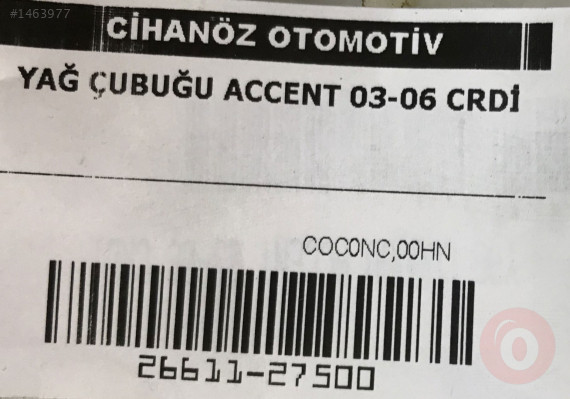 #1463977
CİHANÖZ OTOMOTİV
YAĞ ÇUBUĞU ACCENT 03-06 CRDİ
COC0NC,00HN
26611-27500